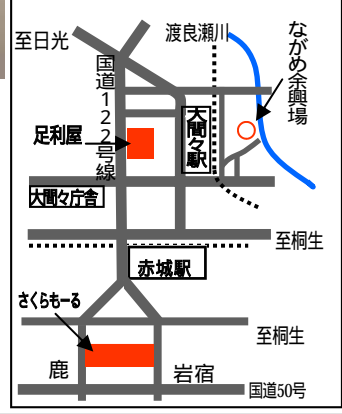 至日光
渡良瀬川
ながめ余興場
国道122号線
大間々駅
足利屋
大間々庁舎
至桐生
赤城駅
さくらもーる
至桐生
鹿
岩宿
国道50号